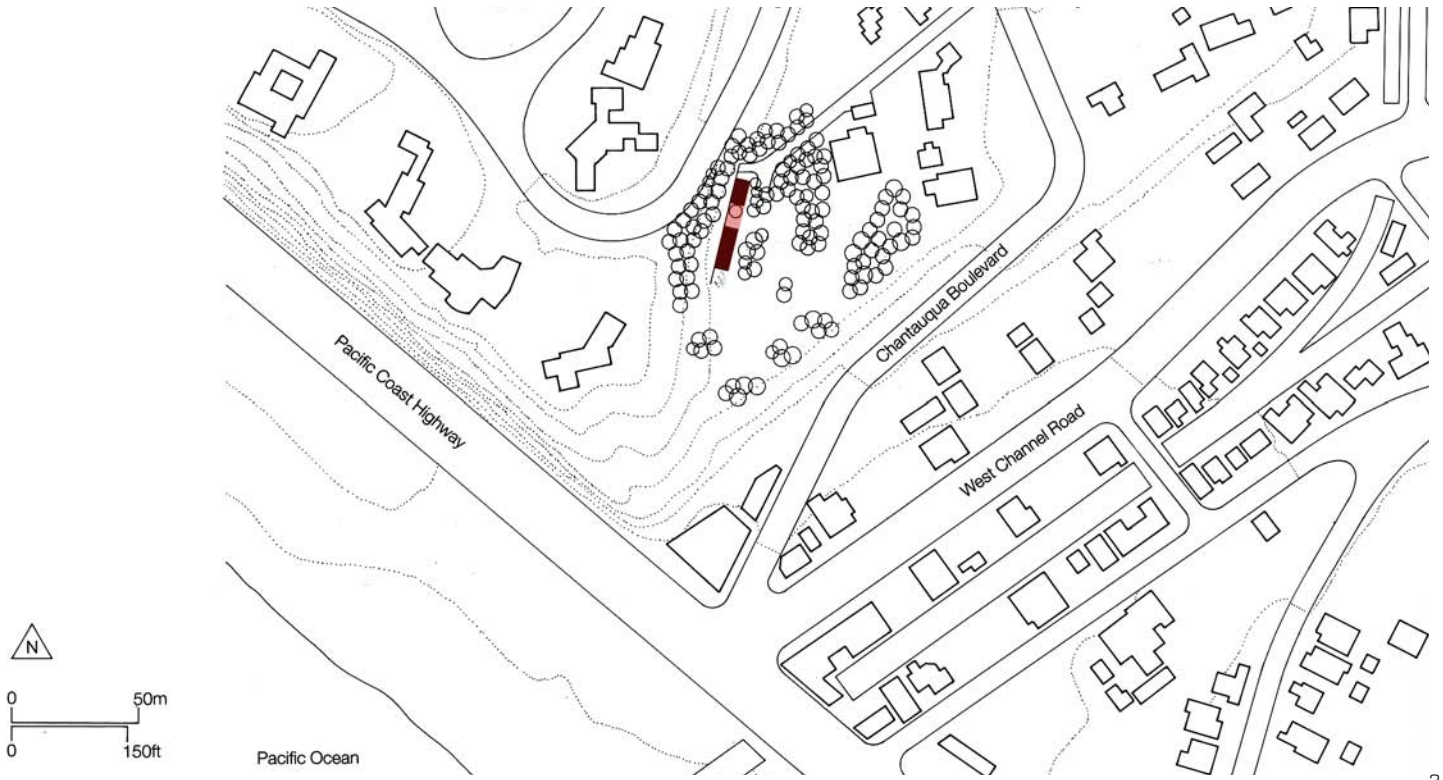 Chantauqua Boulevard
Pacific Coast Highway
West Channel Road
N
0 50m
0 150ft
Pacific Ocean